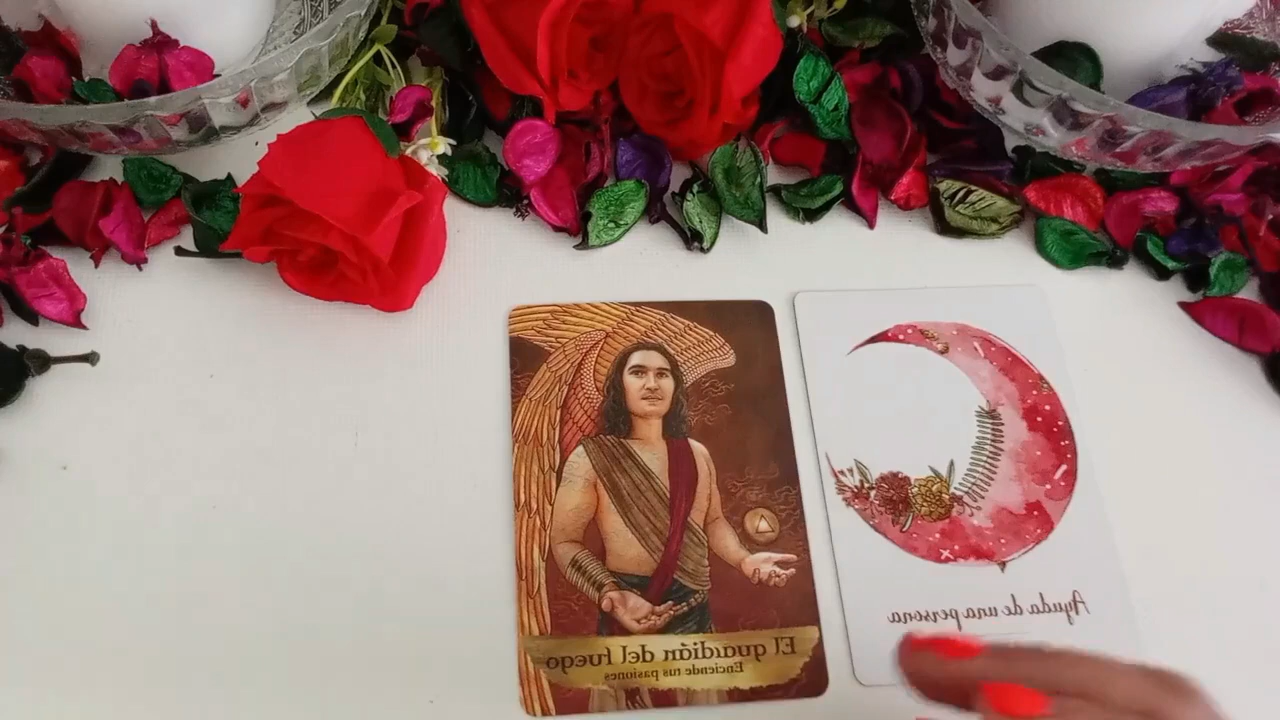 El guardián del fuego
Enciende tus pasiones
Ayuda de una persona